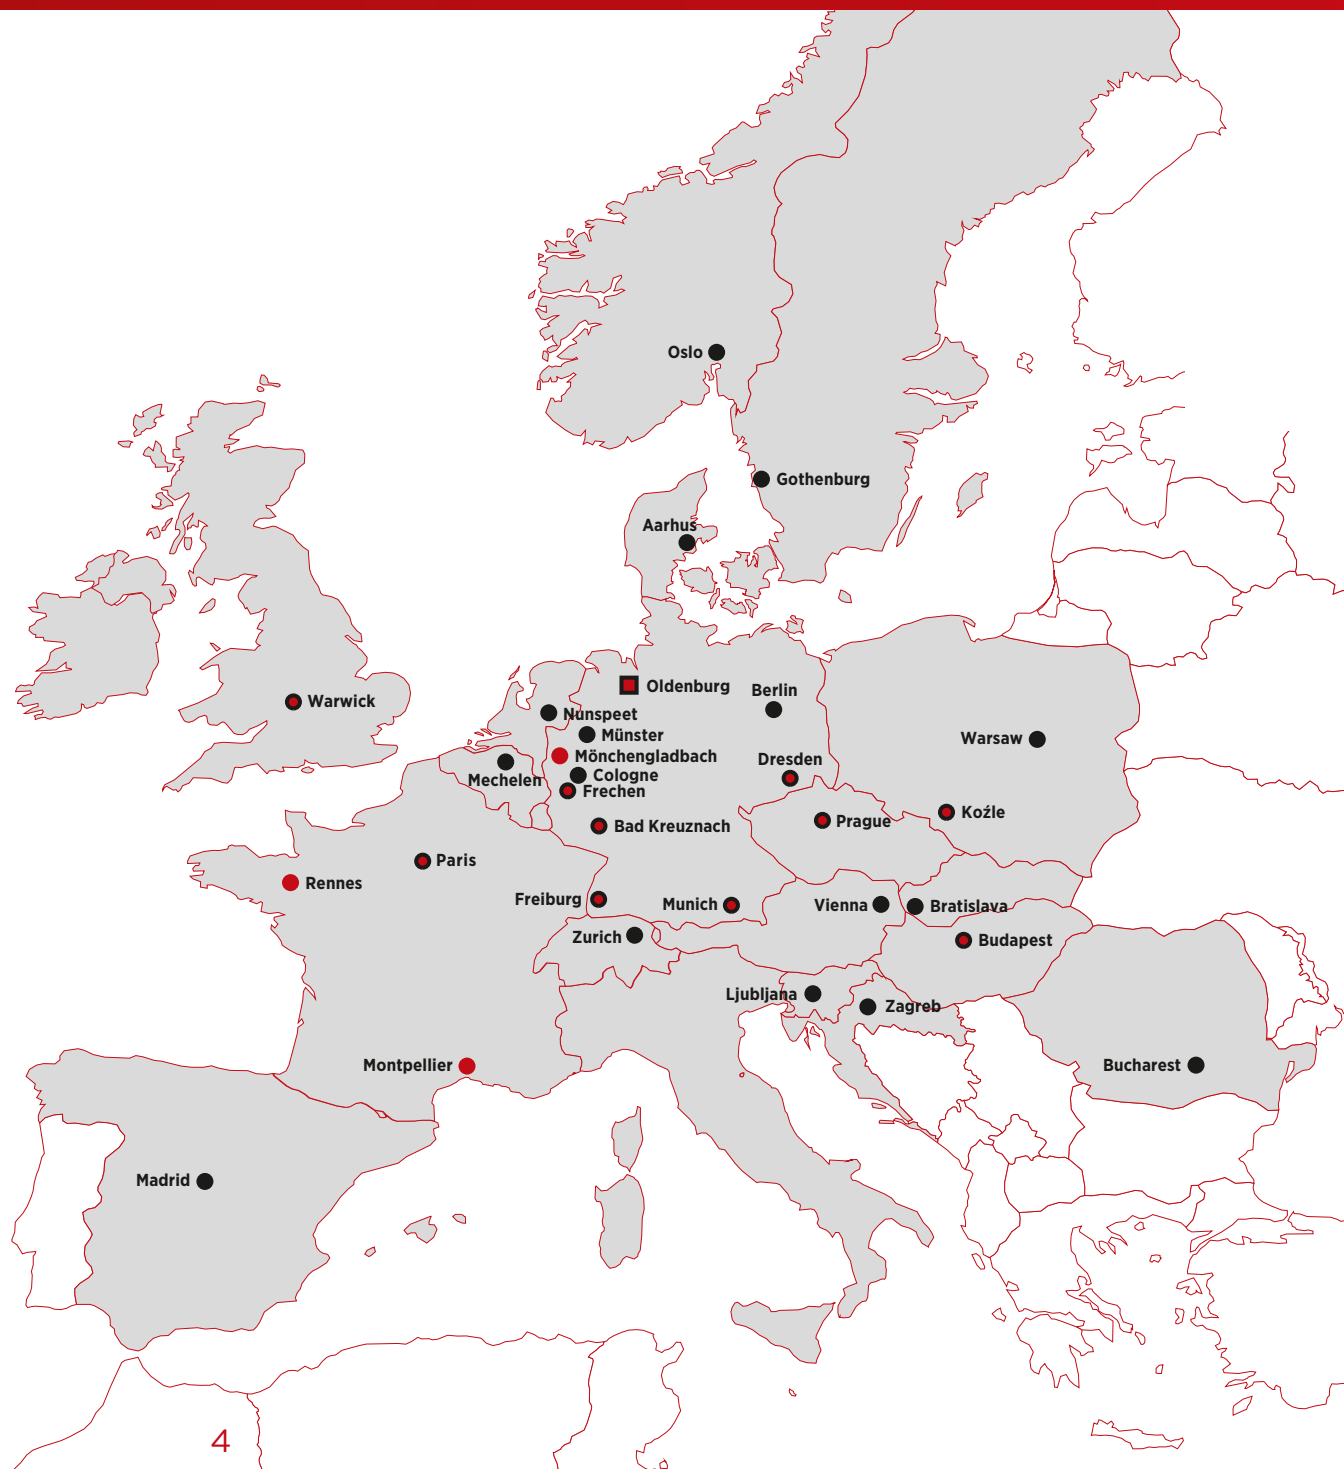 Oslo
Gothenburg
Aarhus
Oldenburg
Berlin
Warwick
Nunspeet
Münster
Warsaw
Mönchengladbach
Dresden
Mechelen
Cologne
Frechen
Koźle
Prague
Bad Kreuznach
Paris
Rennes
Freiburg
Munich
Vienna
Bratislava
Zurich
Budapest
Ljubljana
Zagreb
Montpellier
Bucharest
Madrid
4